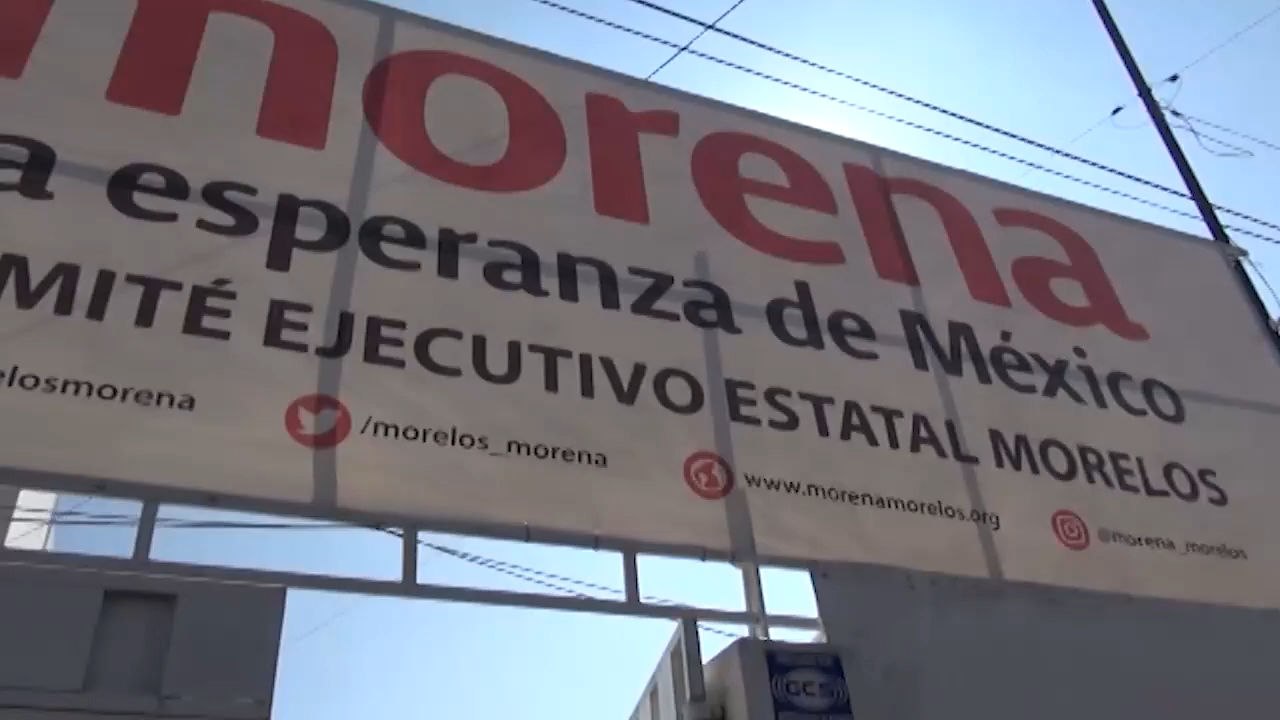 morena
a esperanza de México
MITÉ EJECUTIVO ESTATAL MORELOS
elosmorena /morelos_morena www.morenamorelos.org @morena_morelos
GCS